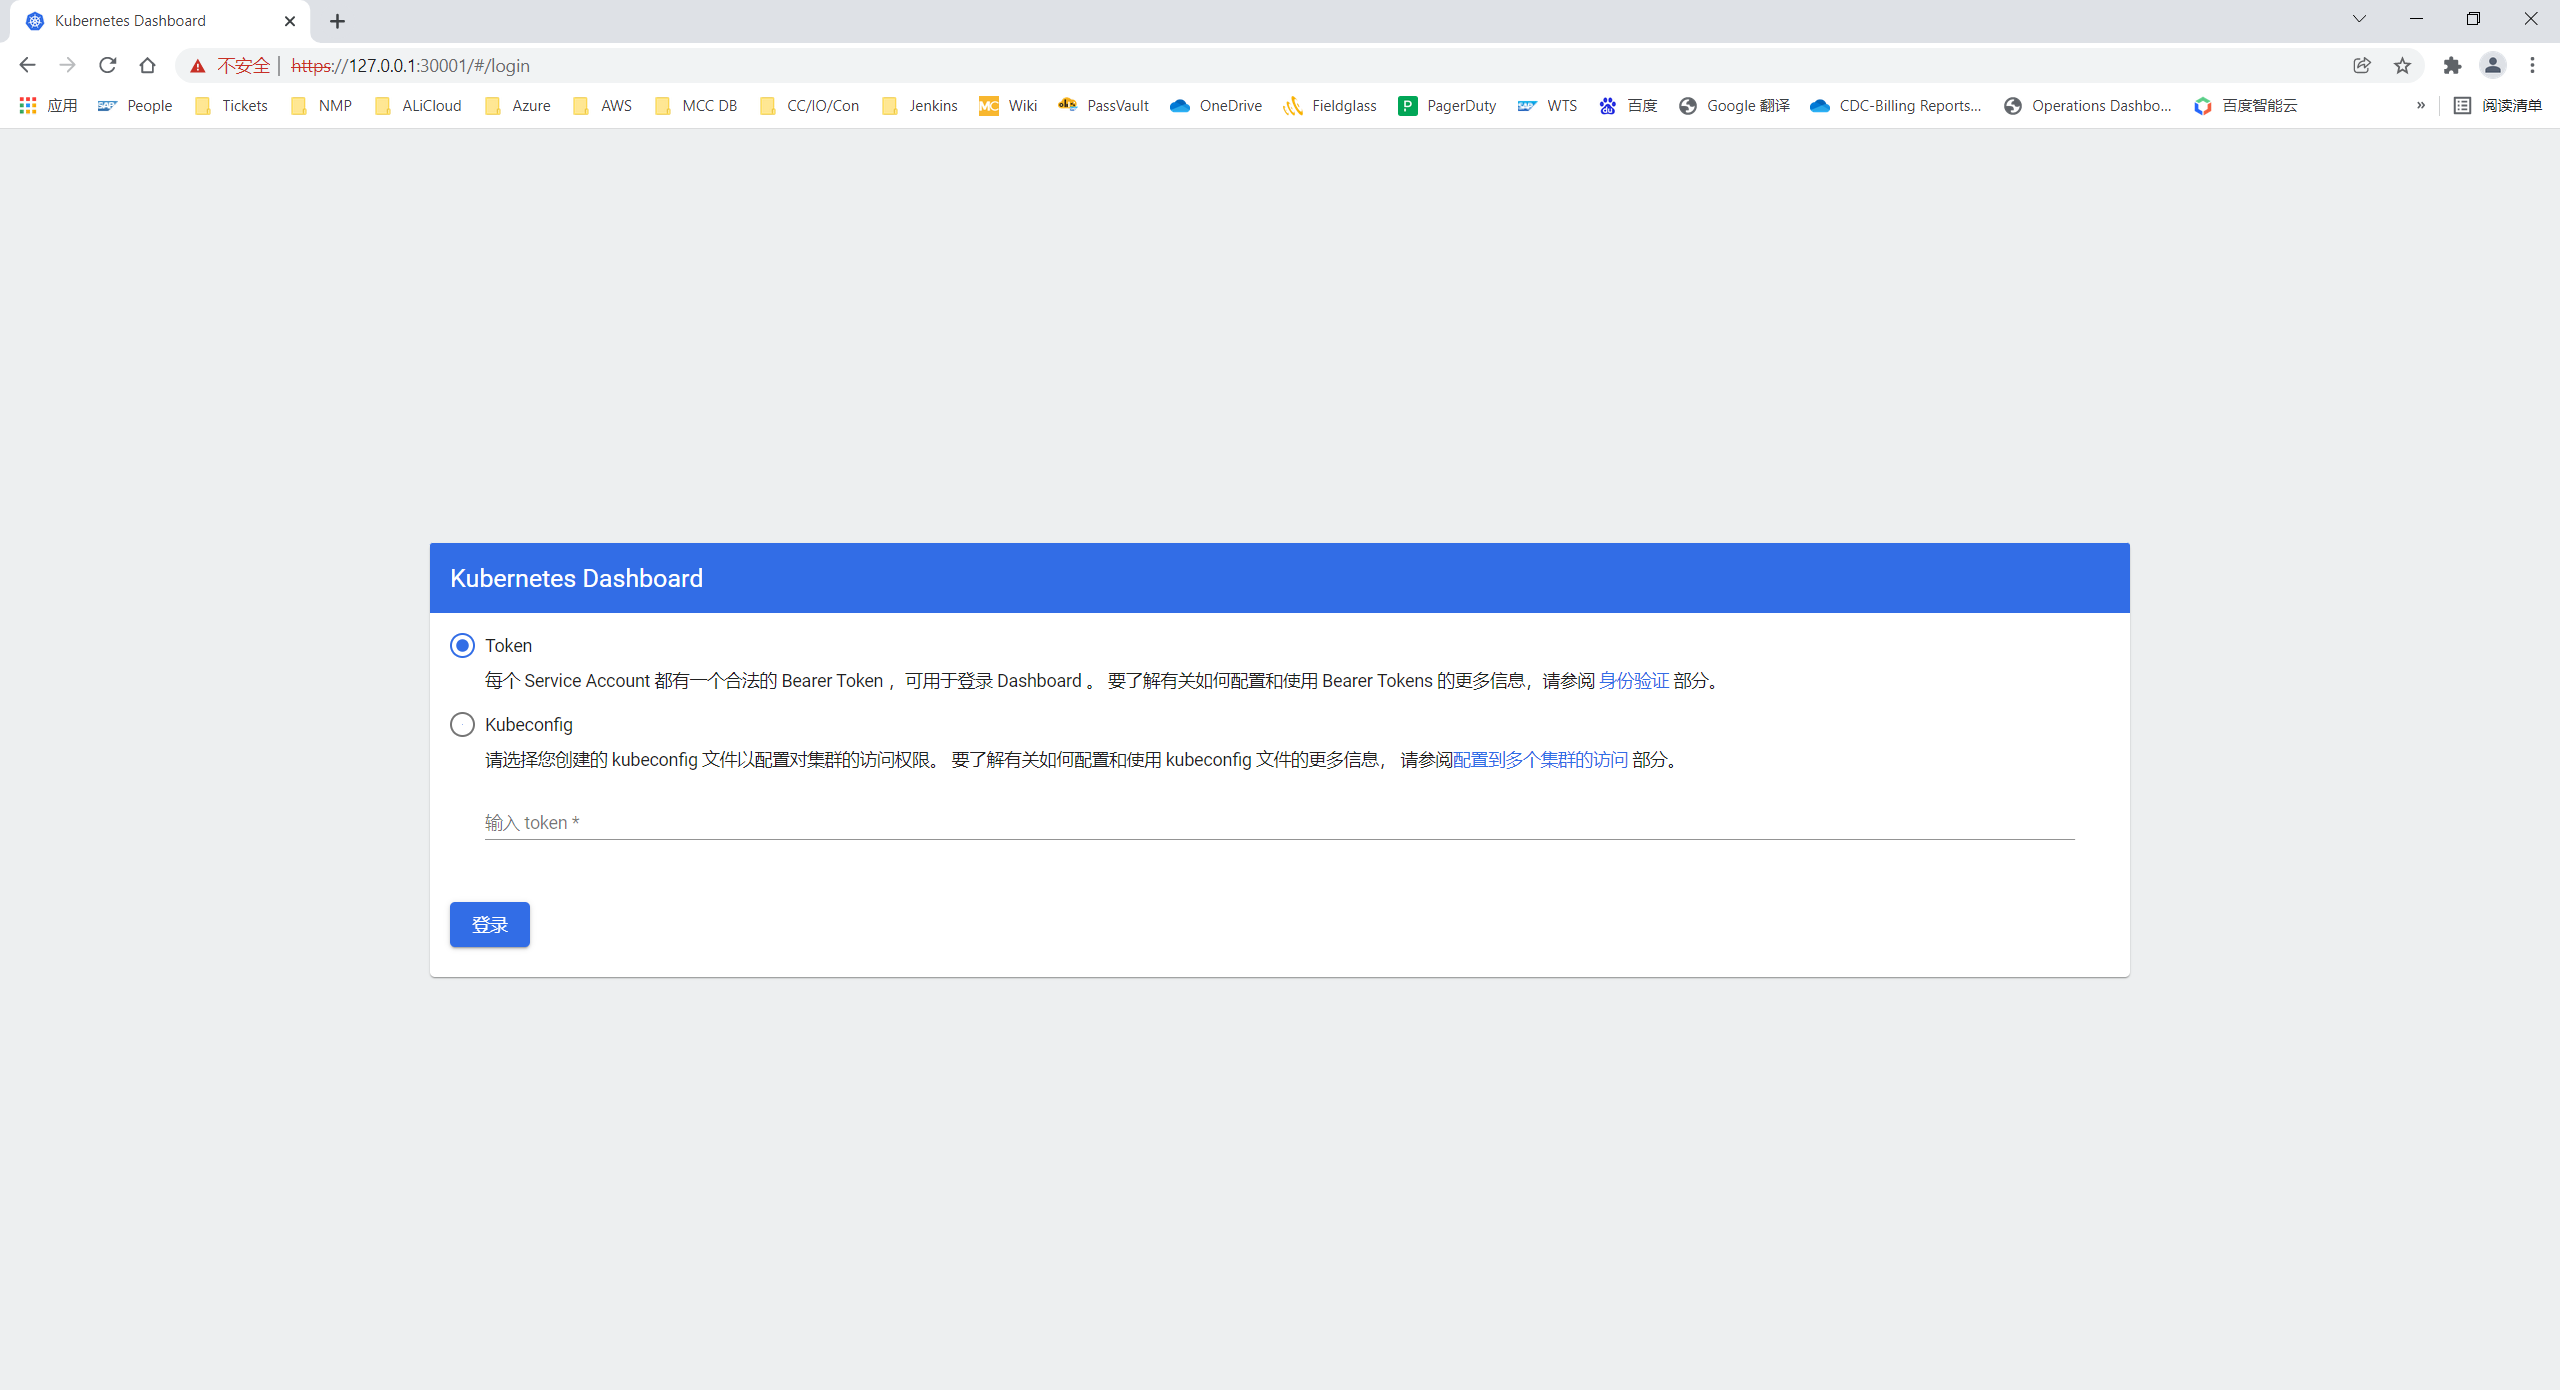 Kubernetes Dashboard
不安全 | https://127.0.0.1:30001/#/login
应用 People Tickets NMP ALiCloud Azure AWS MCC DB CC/IO/Con Jenkins Wiki PassVault OneDrive Fieldglass PagerDuty WTS 百度 Google 翻译 CDC-Billing Reports... Operations Dashbo... 百度智能云 » 阅读清单
Kubernetes Dashboard
Token
每个 Service Account 都有一个合法的 Bearer Token ，可用于登录 Dashboard 。 要了解有关如何配置和使用 Bearer Tokens 的更多信息，请参阅 身份验证 部分。
Kubeconfig
请选择您创建的 kubeconfig 文件以配置对集群的访问权限。 要了解有关如何配置和使用 kubeconfig 文件的更多信息， 请参阅配置到多个集群的访问 部分。
输入 token *
登录